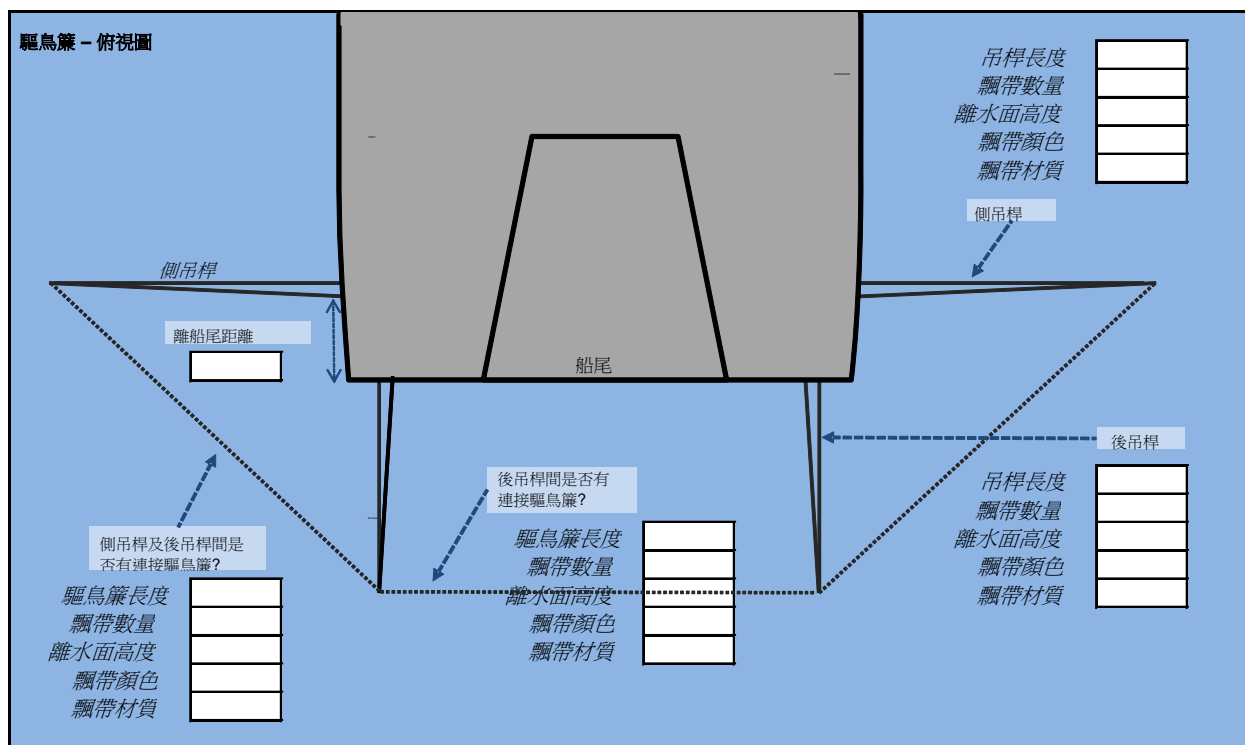 驅鳥簾 – 俯視圖
吊桿長度
飄帶數量
離水面高度
飄帶顏色
飄帶材質
側吊桿
側吊桿
離船尾距離
船尾
後吊桿
後吊桿間是否有
連接驅鳥簾?
吊桿長度
飄帶數量
離水面高度
飄帶顏色
飄帶材質
側吊桿及後吊桿間是
否有連接驅鳥簾?
驅鳥簾長度
飄帶數量
離水面高度
飄帶顏色
飄帶材質
驅鳥簾長度
飄帶數量
離水面高度
飄帶顏色
飄帶材質